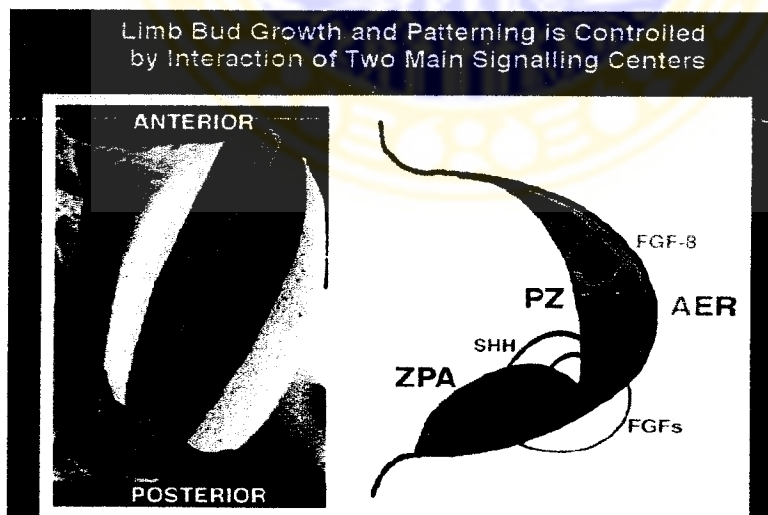 Limb Bud Growth and Patterning is Controlled
by Interaction of Two Main Signalling Centers
ANTERIOR
FGF-8
PZ
AER
SHH
ZPA
FGFs
POSTERIOR